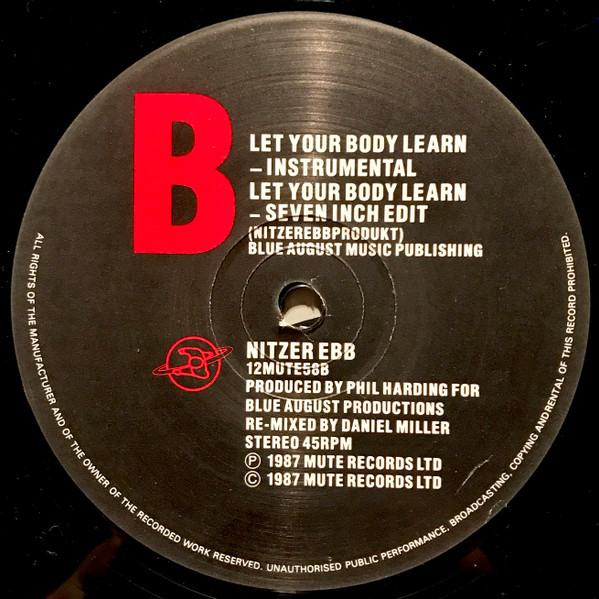 B
LET YOUR BODY LEARN
– INSTRUMENTAL
LET YOUR BODY LEARN
– SEVEN INCH EDIT
(NITZEREBBPRODUKT)
BLUE AUGUST MUSIC PUBLISHING
NITZER EBB
12MUTE58B
PRODUCED BY PHIL HARDING FOR
BLUE AUGUST PRODUCTIONS
RE-MIXED BY DANIEL MILLER
STEREO 45RPM
Ⓟ 1987 MUTE RECORDS LTD
© 1987 MUTE RECORDS LTD
ALL RIGHTS OF THE MANUFACTURER AND OF THE OWNER OF THE RECORDED WORK RESERVED. UNAUTHORISED PUBLIC PERFORMANCE, BROADCASTING, COPYING AND RENTAL OF THIS RECORD PROHIBITED.